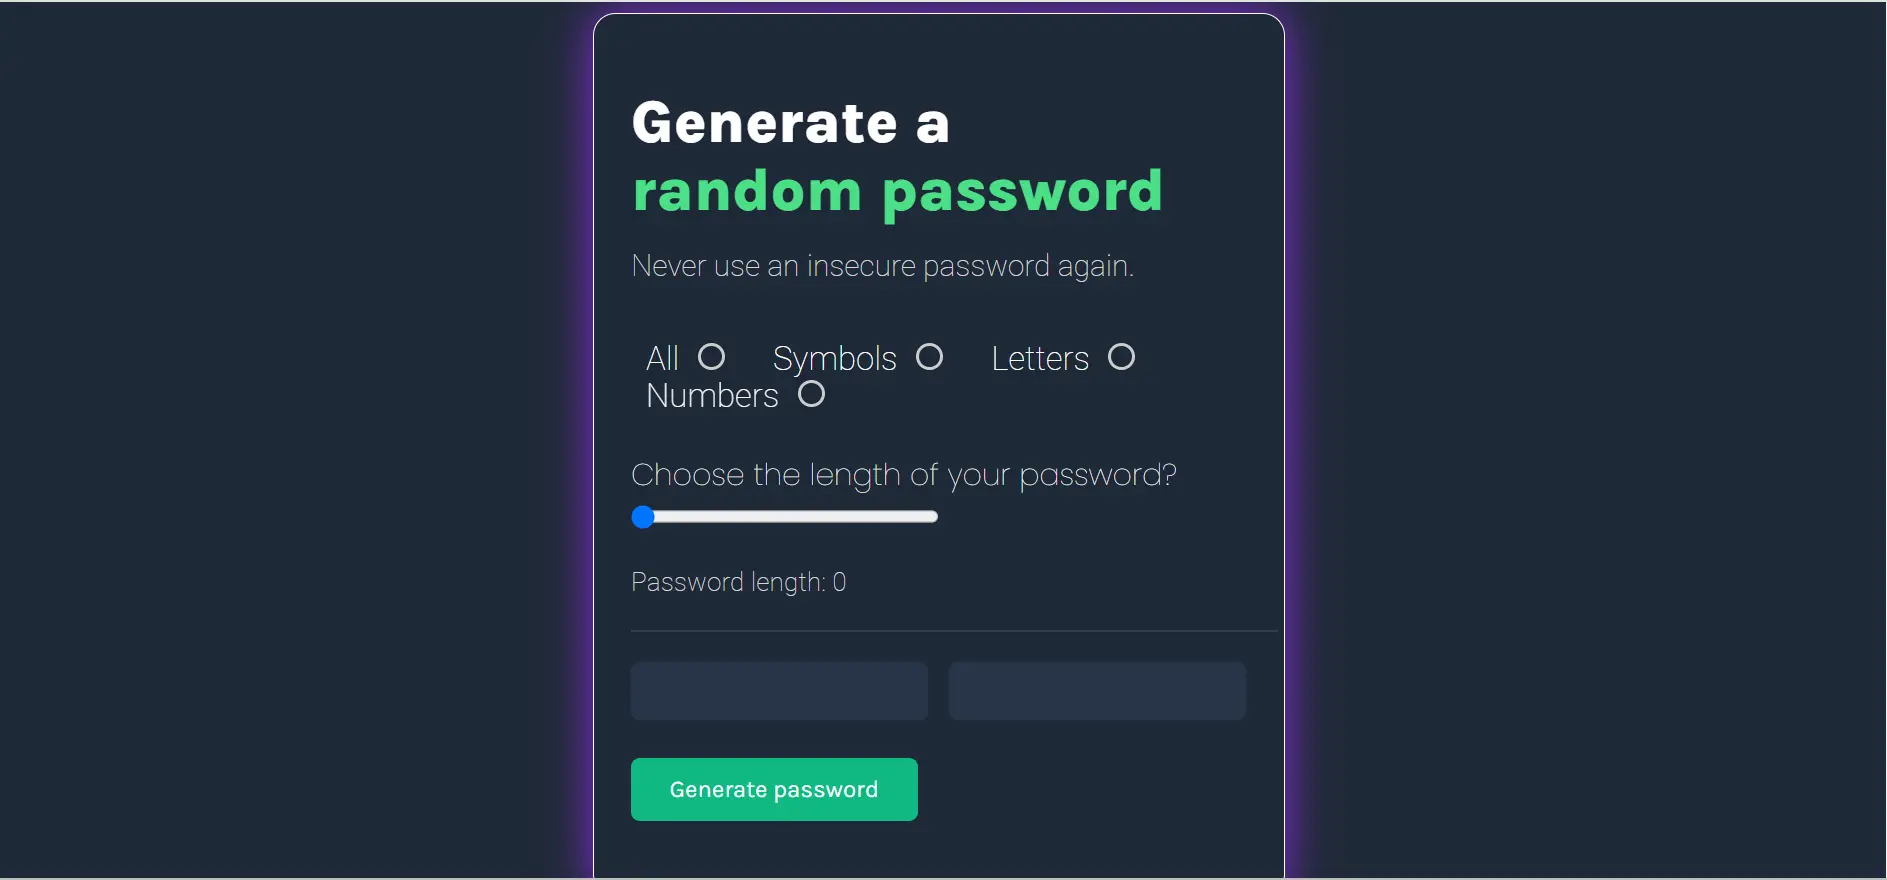 Generate a
random password
Never use an insecure password again.
All Symbols Letters
Numbers
Choose the length of your password?
Password length: 0
Generate password